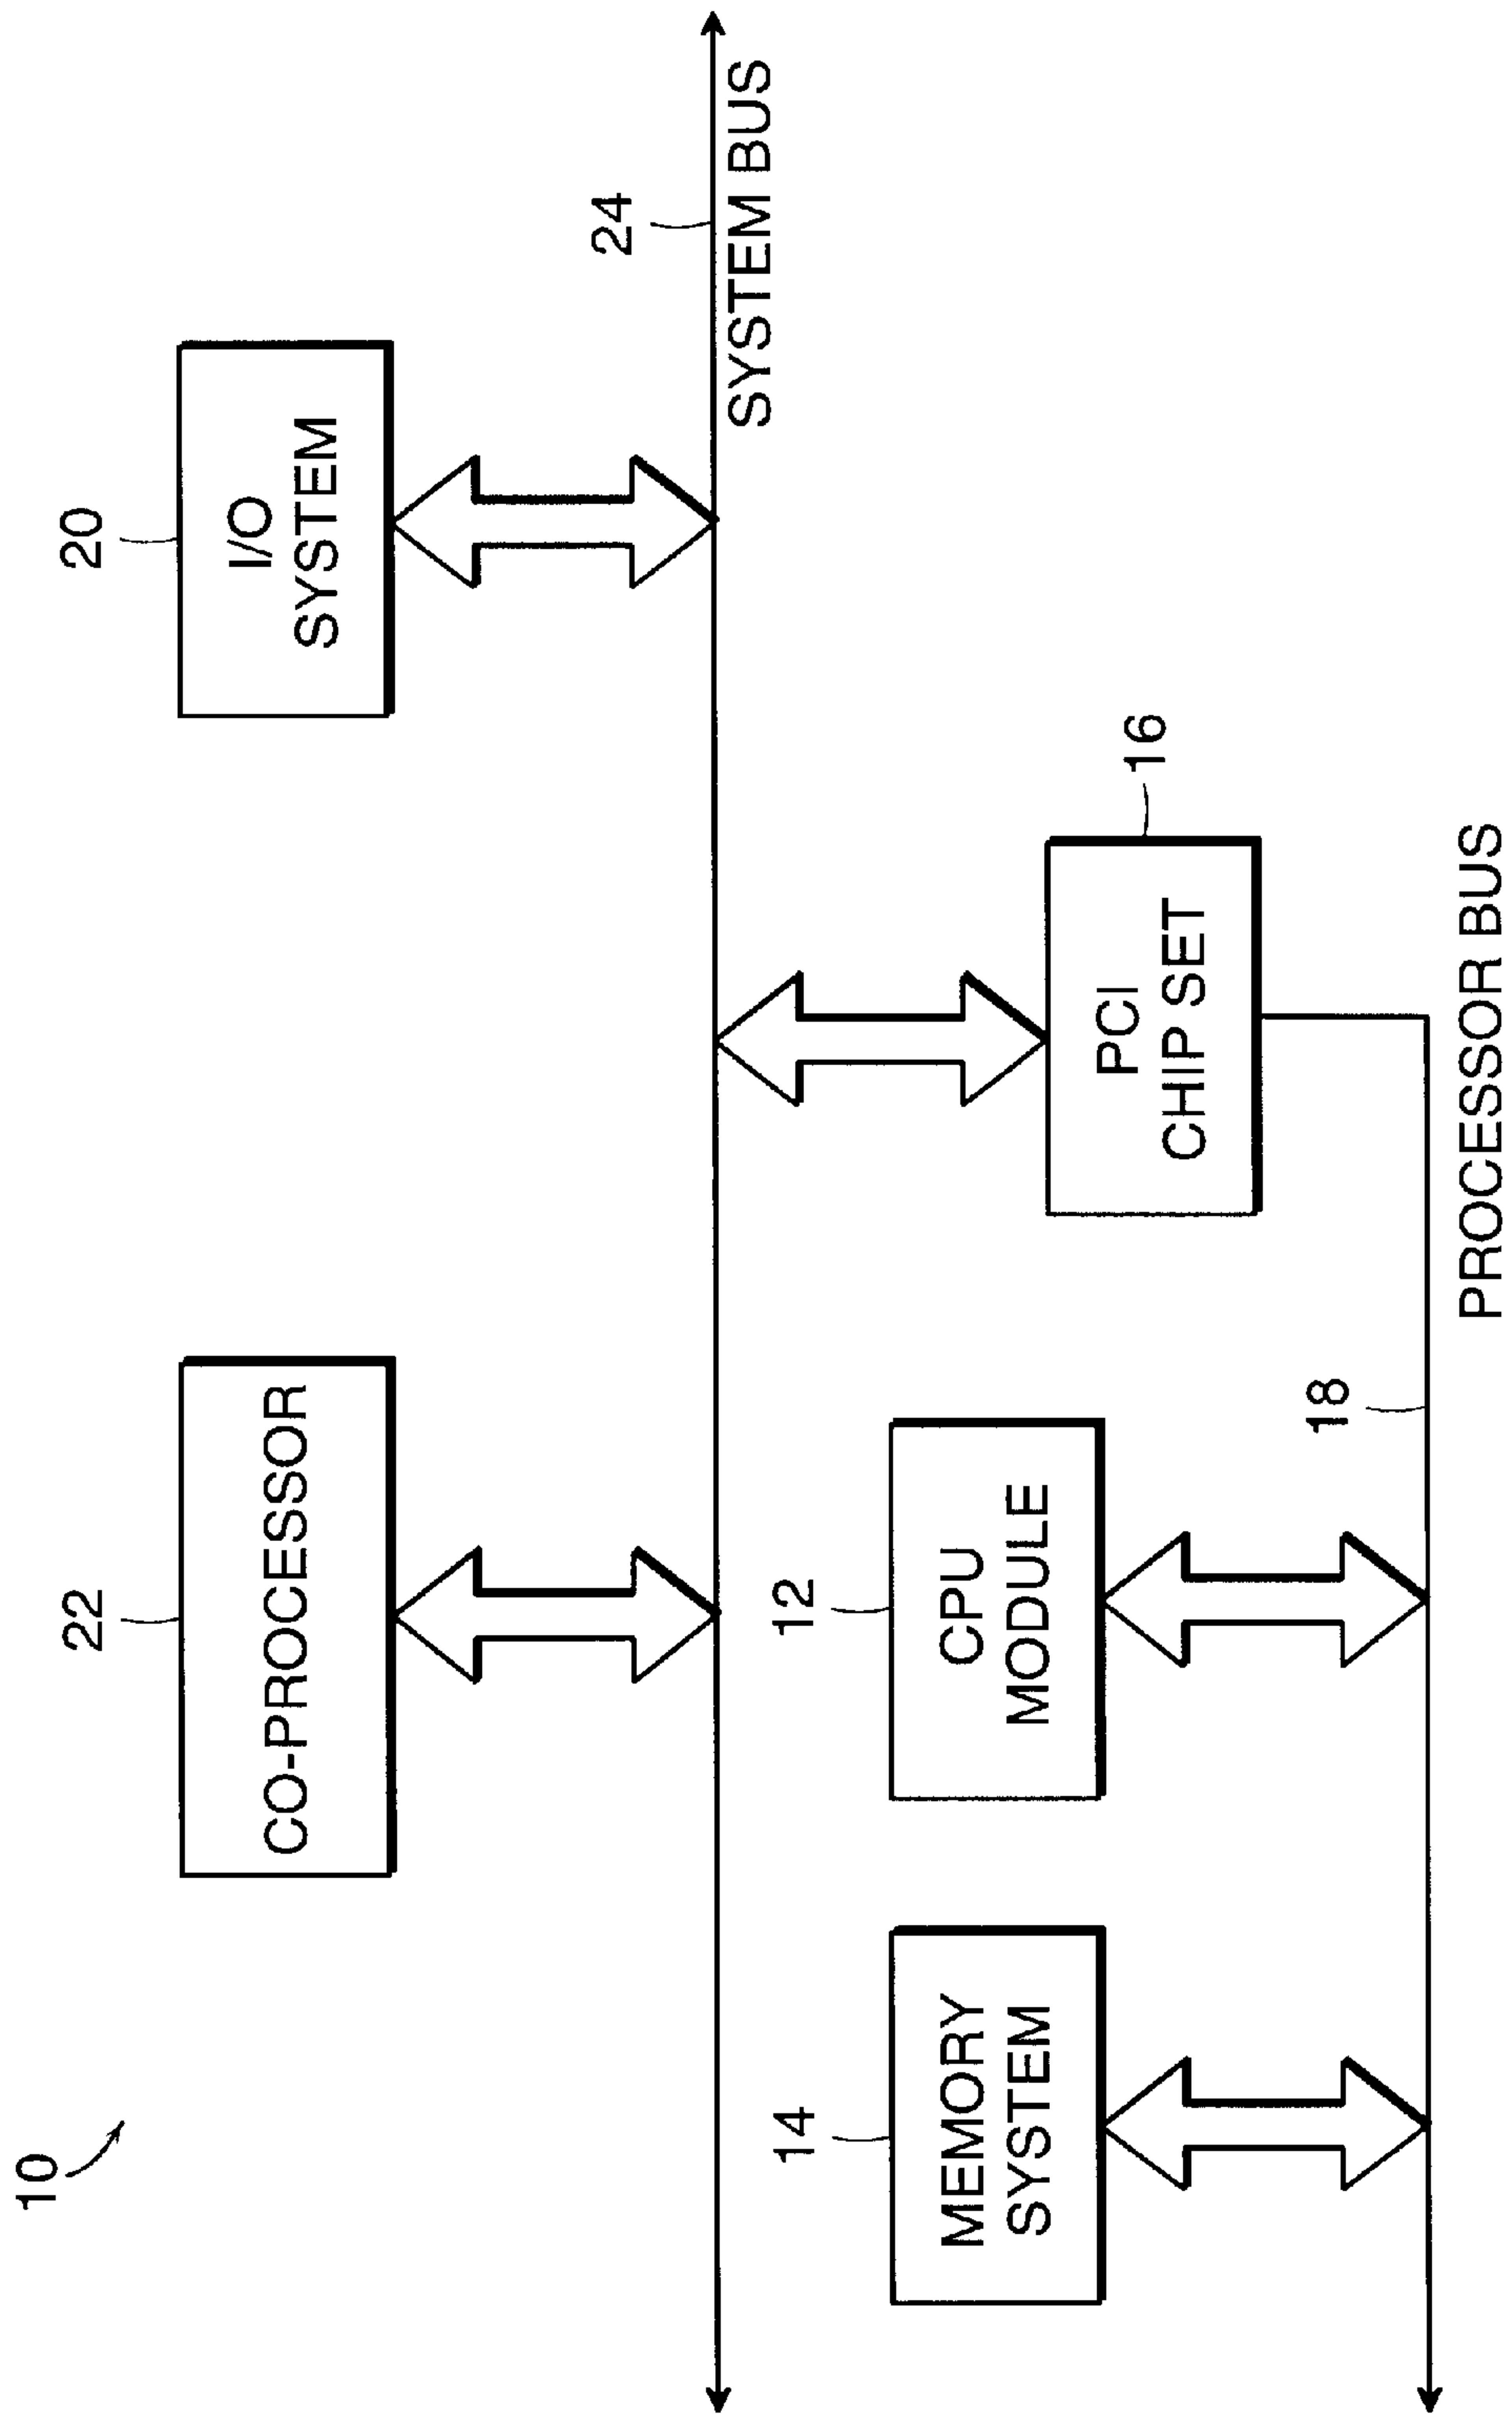 10
22
20
CO-PROCESSOR
I/O
SYSTEM
24
SYSTEM BUS
14
12
16
MEMORY
SYSTEM
CPU
MODULE
PCI
CHIP SET
18
PROCESSOR BUS